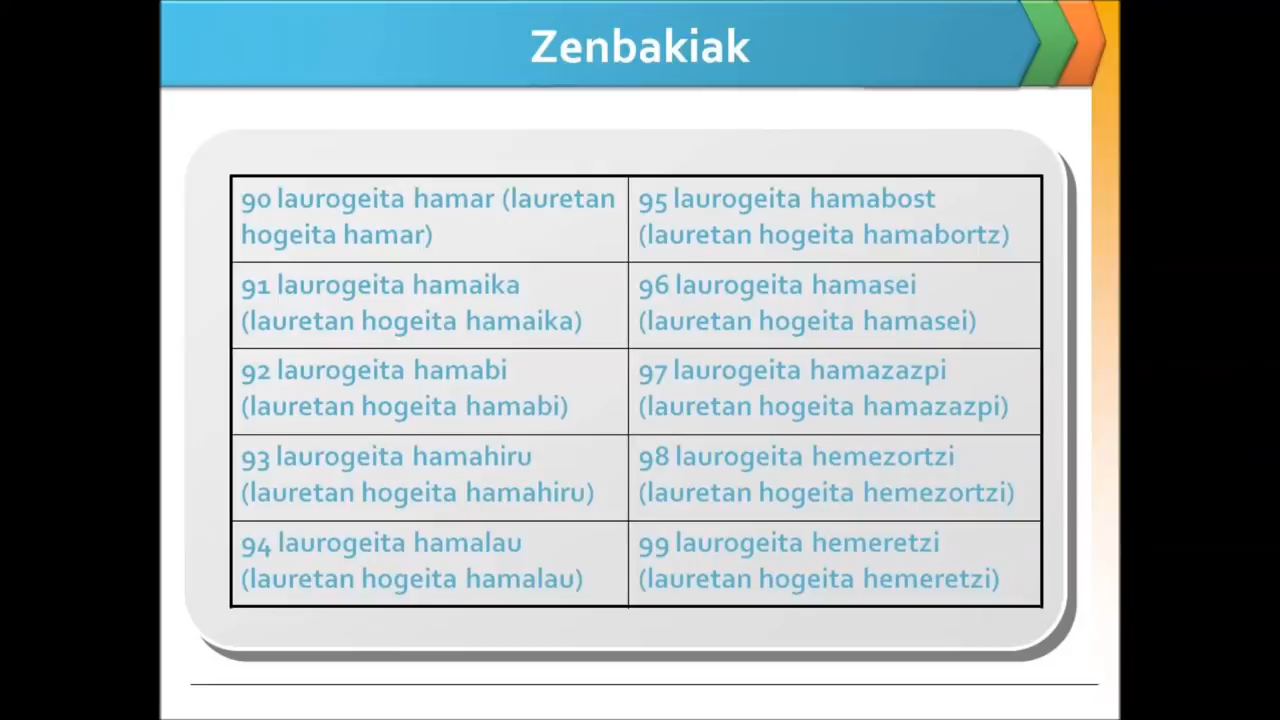 Zenbakiak
90 laurogeita hamar (lauretan
hogeita hamar)
95 laurogeita hamabost
(lauretan hogeita hamabortz)
91 laurogeita hamaika
(lauretan hogeita hamaika)
96 laurogeita hamasei
(lauretan hogeita hamasei)
92 laurogeita hamabi
(lauretan hogeita hamabi)
97 laurogeita hamazazpi
(lauretan hogeita hamazazpi)
93 laurogeita hamahiru
(lauretan hogeita hamahiru)
98 laurogeita hemezortzi
(lauretan hogeita hemezortzi)
94 laurogeita hamalau
(lauretan hogeita hamalau)
99 laurogeita hemeretzi
(lauretan hogeita hemeretzi)